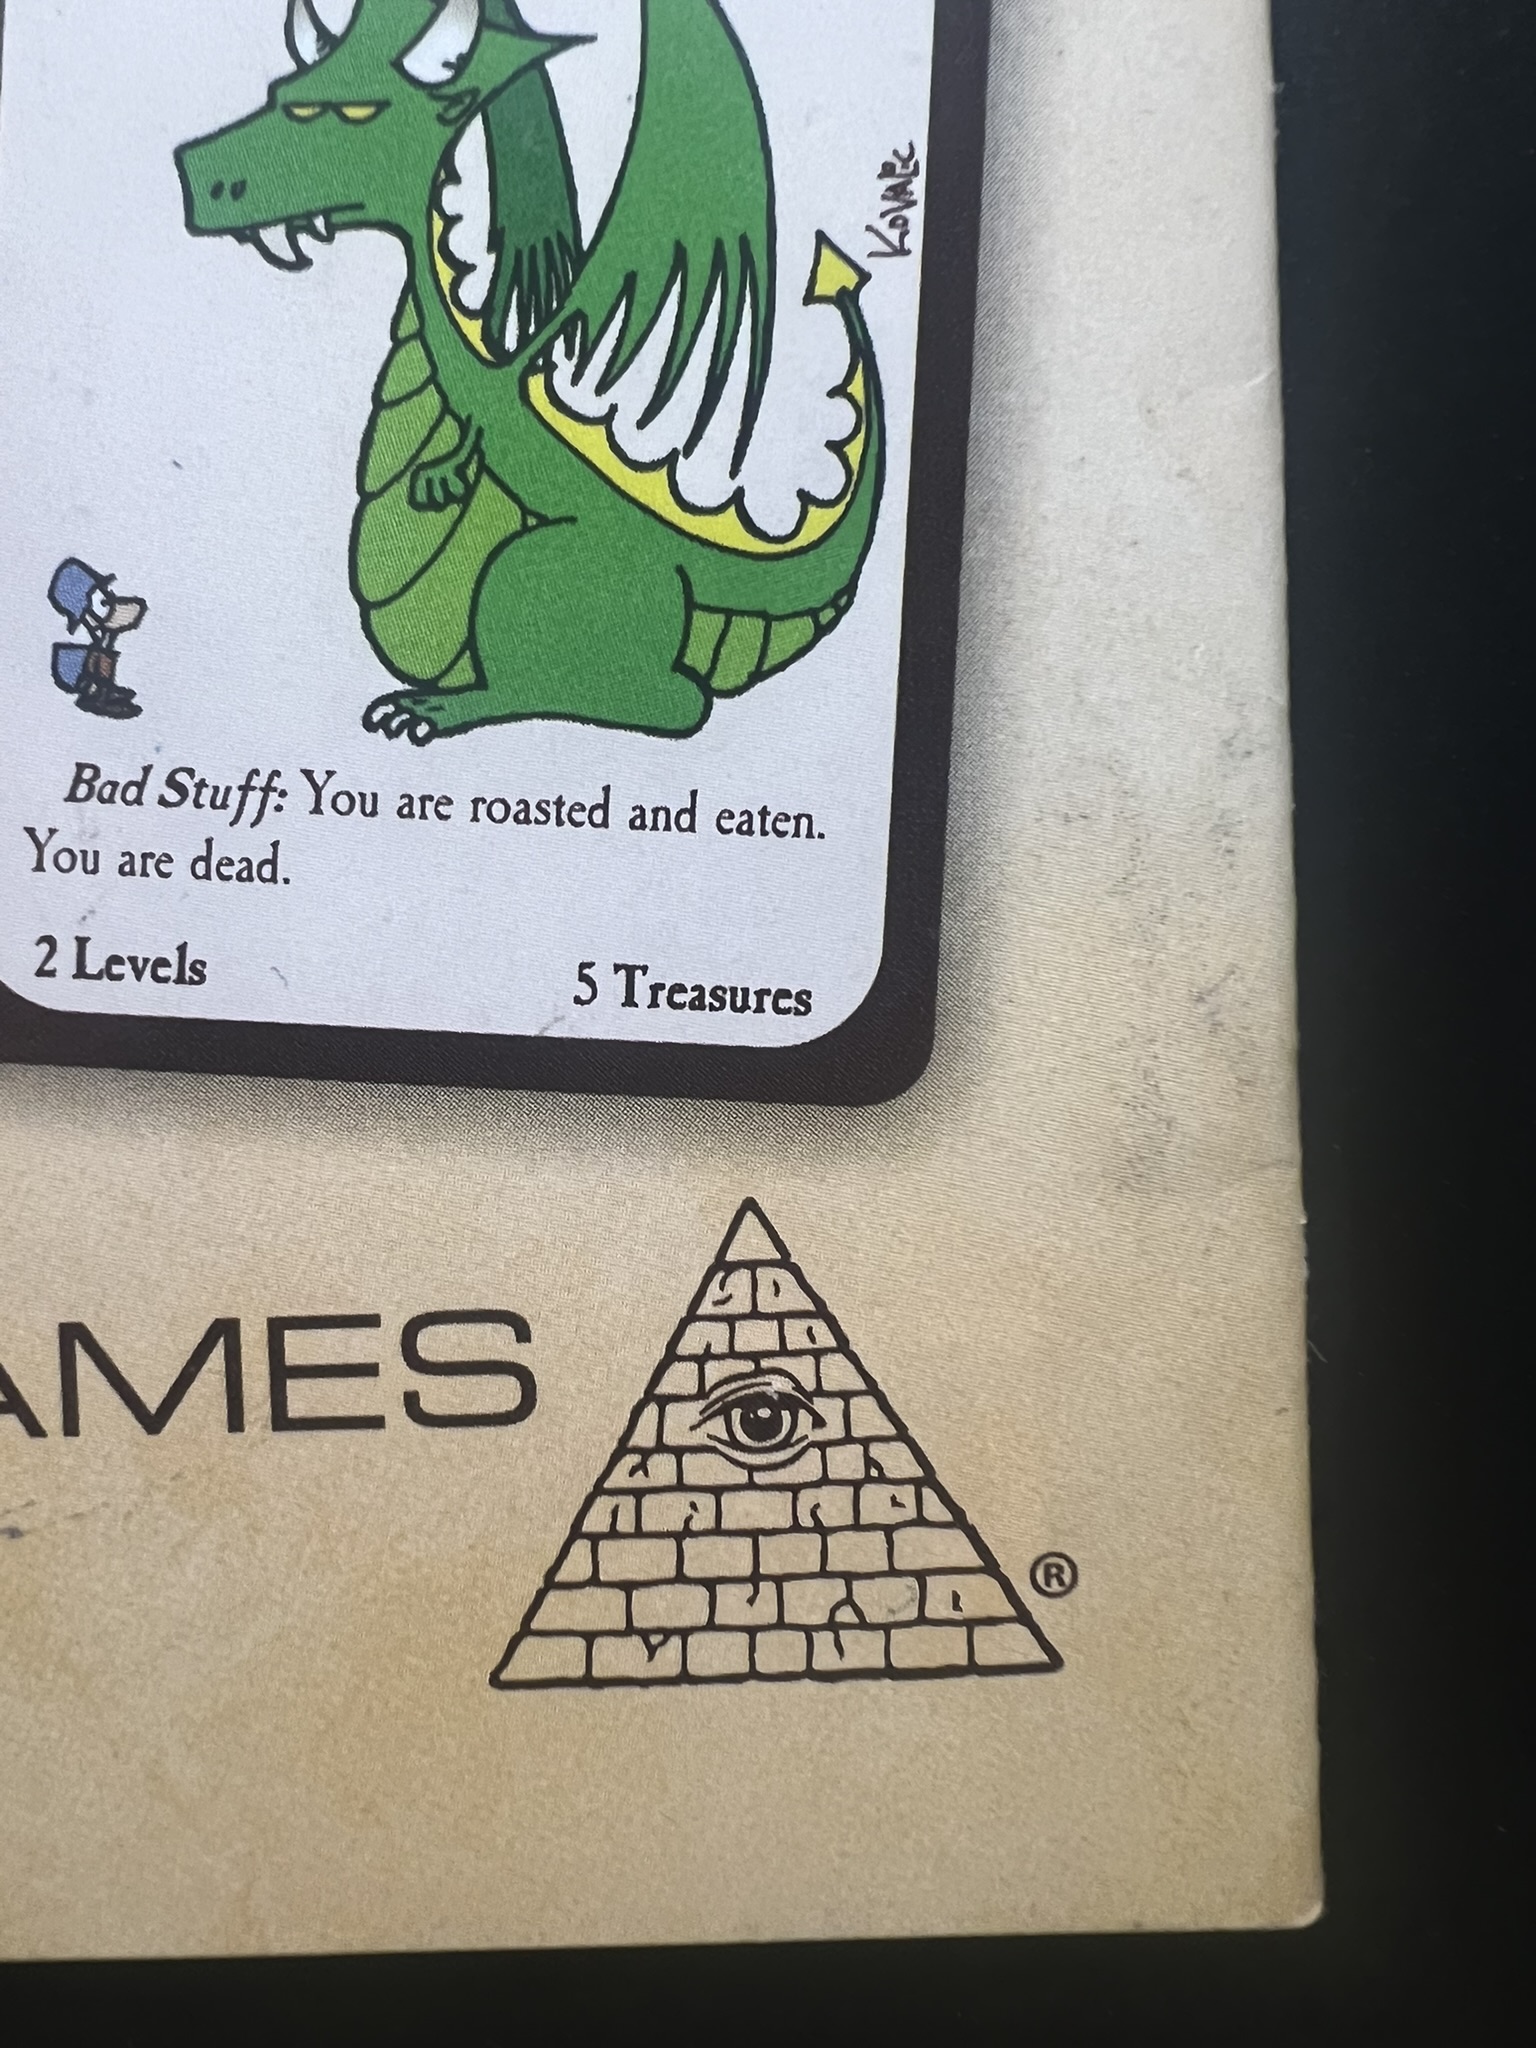 KOVALIC
Bad Stuff: You are roasted and eaten.
You are dead.
2 Levels 5 Treasures
AMES
®